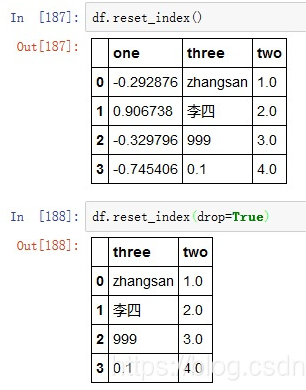 In [187]: df.reset_index()
Out[187]:
one three two
0 -0.292876 zhangsan 1.0
1 0.906738 李四 2.0
2 -0.329796 999 3.0
3 -0.745406 0.1 4.0
In [188]: df.reset_index(drop=True)
Out[188]:
three two
0 zhangsan 1.0
1 李四 2.0
2 999 3.0
3 0.1 4.0
https://blog.csdn